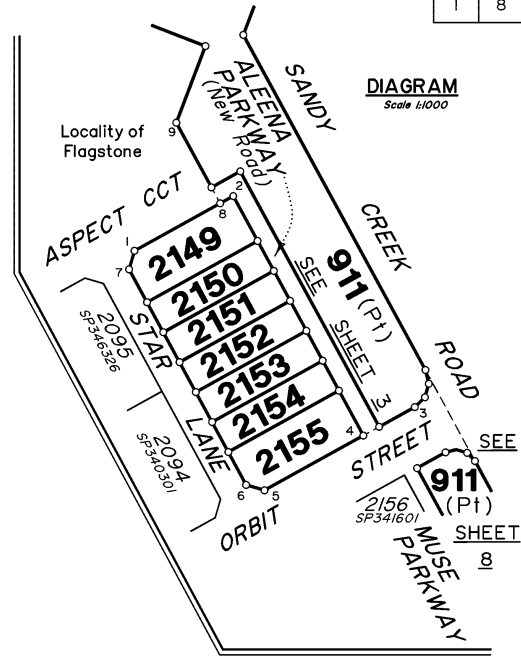 1 8
DIAGRAM
Scale 1:1000
SANDY
CREEK
ROAD
ALEENA
PARKWAY
(New
Road)
Locality of
Flagstone
9
ASPECT CCT
2
8
1
7
2149
2150
2151
2152
2153
2154
2155
911 (Pt)
SEE
SHEET
3
STAR
LANE
2095
SP346326
2094
SP340301
3
4
6
5
ORBIT
STREET
SEE
911
(Pt)
SHEET
8
2156
SP341601
MUSE
PARKWAY